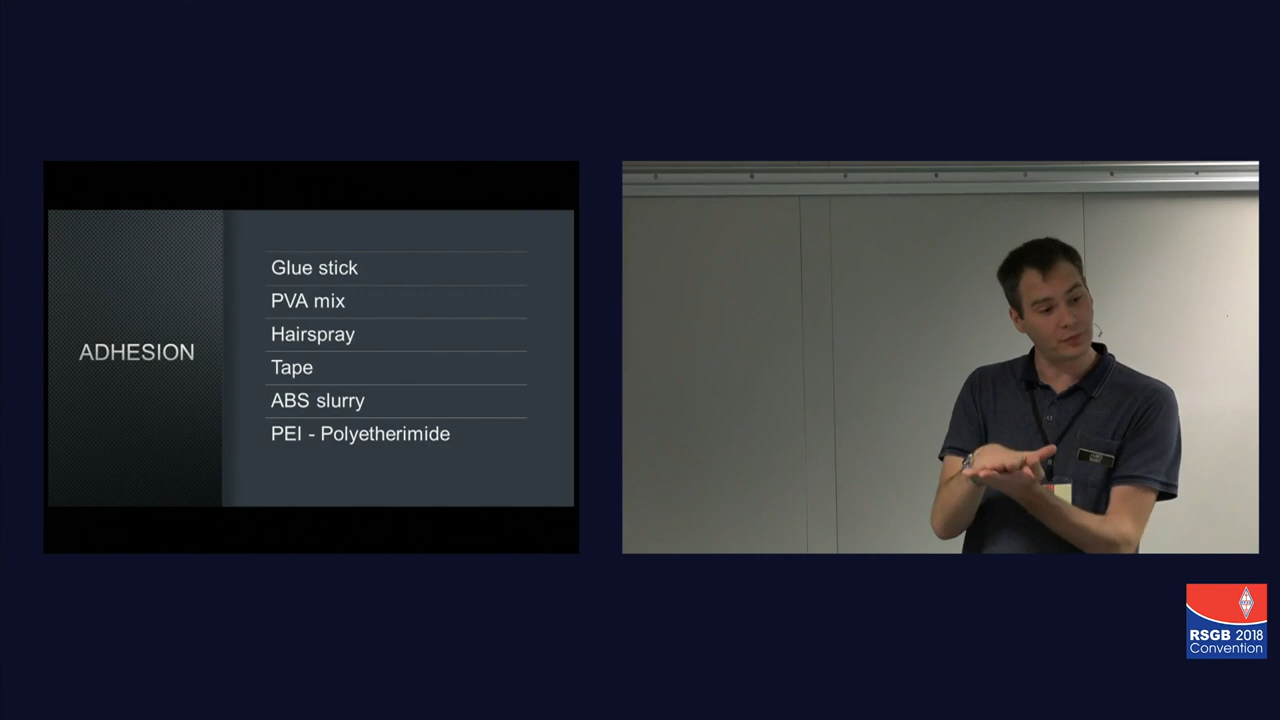 ADHESION
Glue stick
PVA mix
Hairspray
Tape
ABS slurry
PEI - Polyetherimide
RSGB 2018
Convention